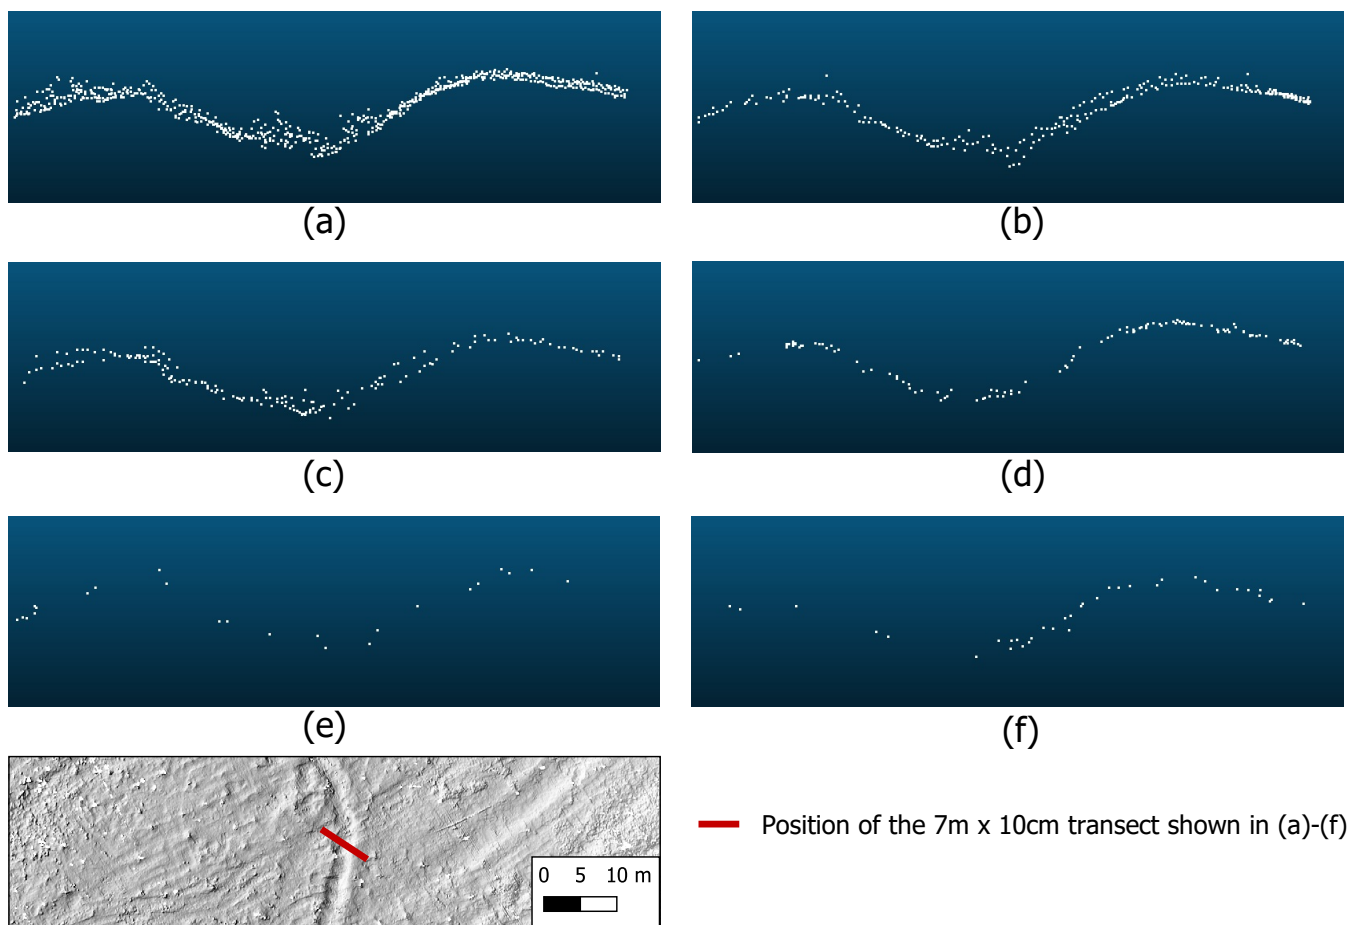 (a)
(b)
(c)
(d)
(e)
(f)
0 5 10 m
Position of the 7m x 10cm transect shown in (a)-(f)